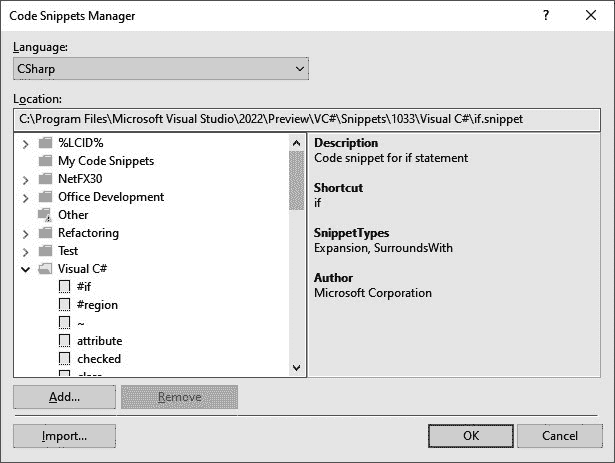 Code Snippets Manager
?
Language:
CSharp
Location:
C:\Program Files\Microsoft Visual Studio\2022\Preview\VC#\Snippets\1033\Visual C#\if.snippet
%LCID%
My Code Snippets
NetFX30
Office Development
Other
Refactoring
Test
Visual C#
#if
#region
~
attribute
checked
Description
Code snippet for if statement
Shortcut
if
SnippetTypes
Expansion, SurroundsWith
Author
Microsoft Corporation
Add...
Remove
Import...
OK
Cancel